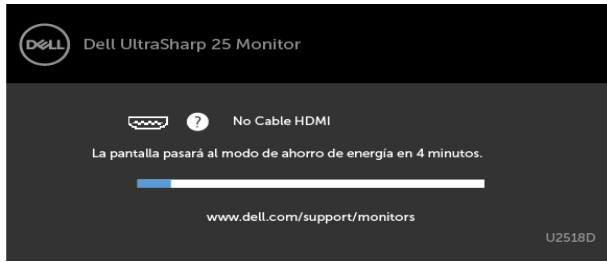 DELL
Dell UltraSharp 25 Monitor
? No Cable HDMI
La pantalla pasará al modo de ahorro de energía en 4 minutos.
www.dell.com/support/monitors
U2518D